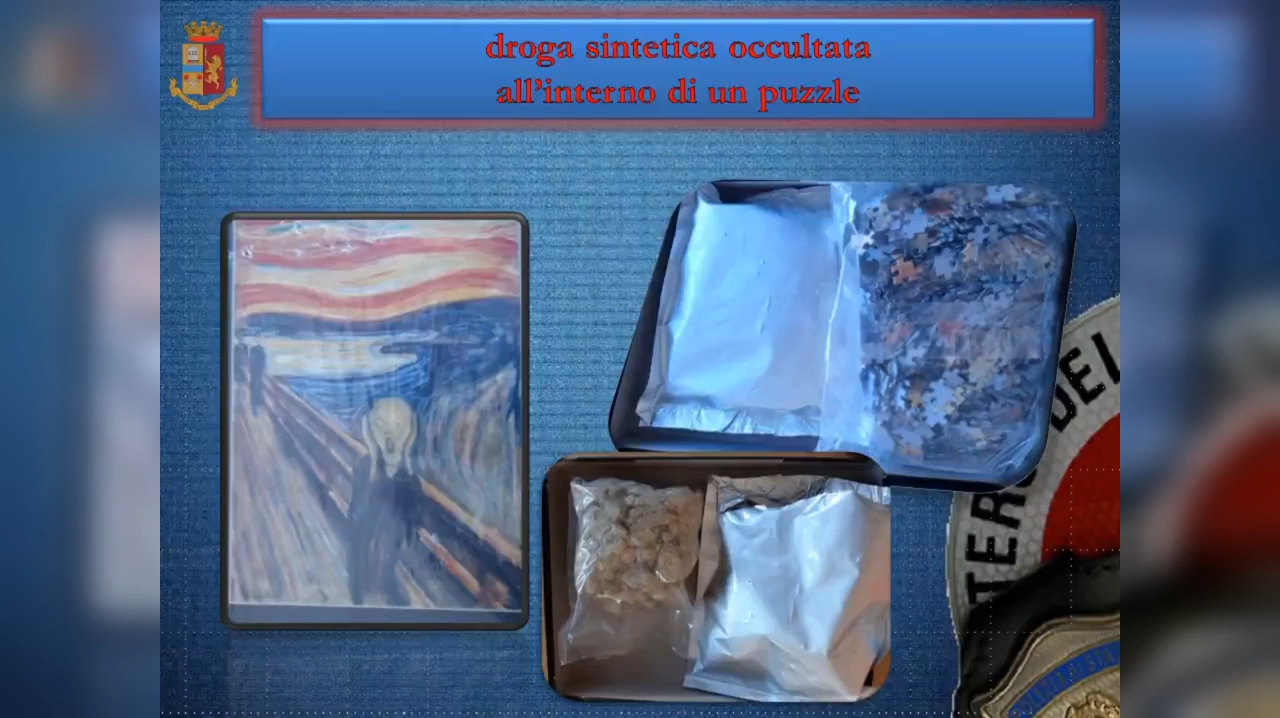 droga sintetica occultata
all’interno di un puzzle